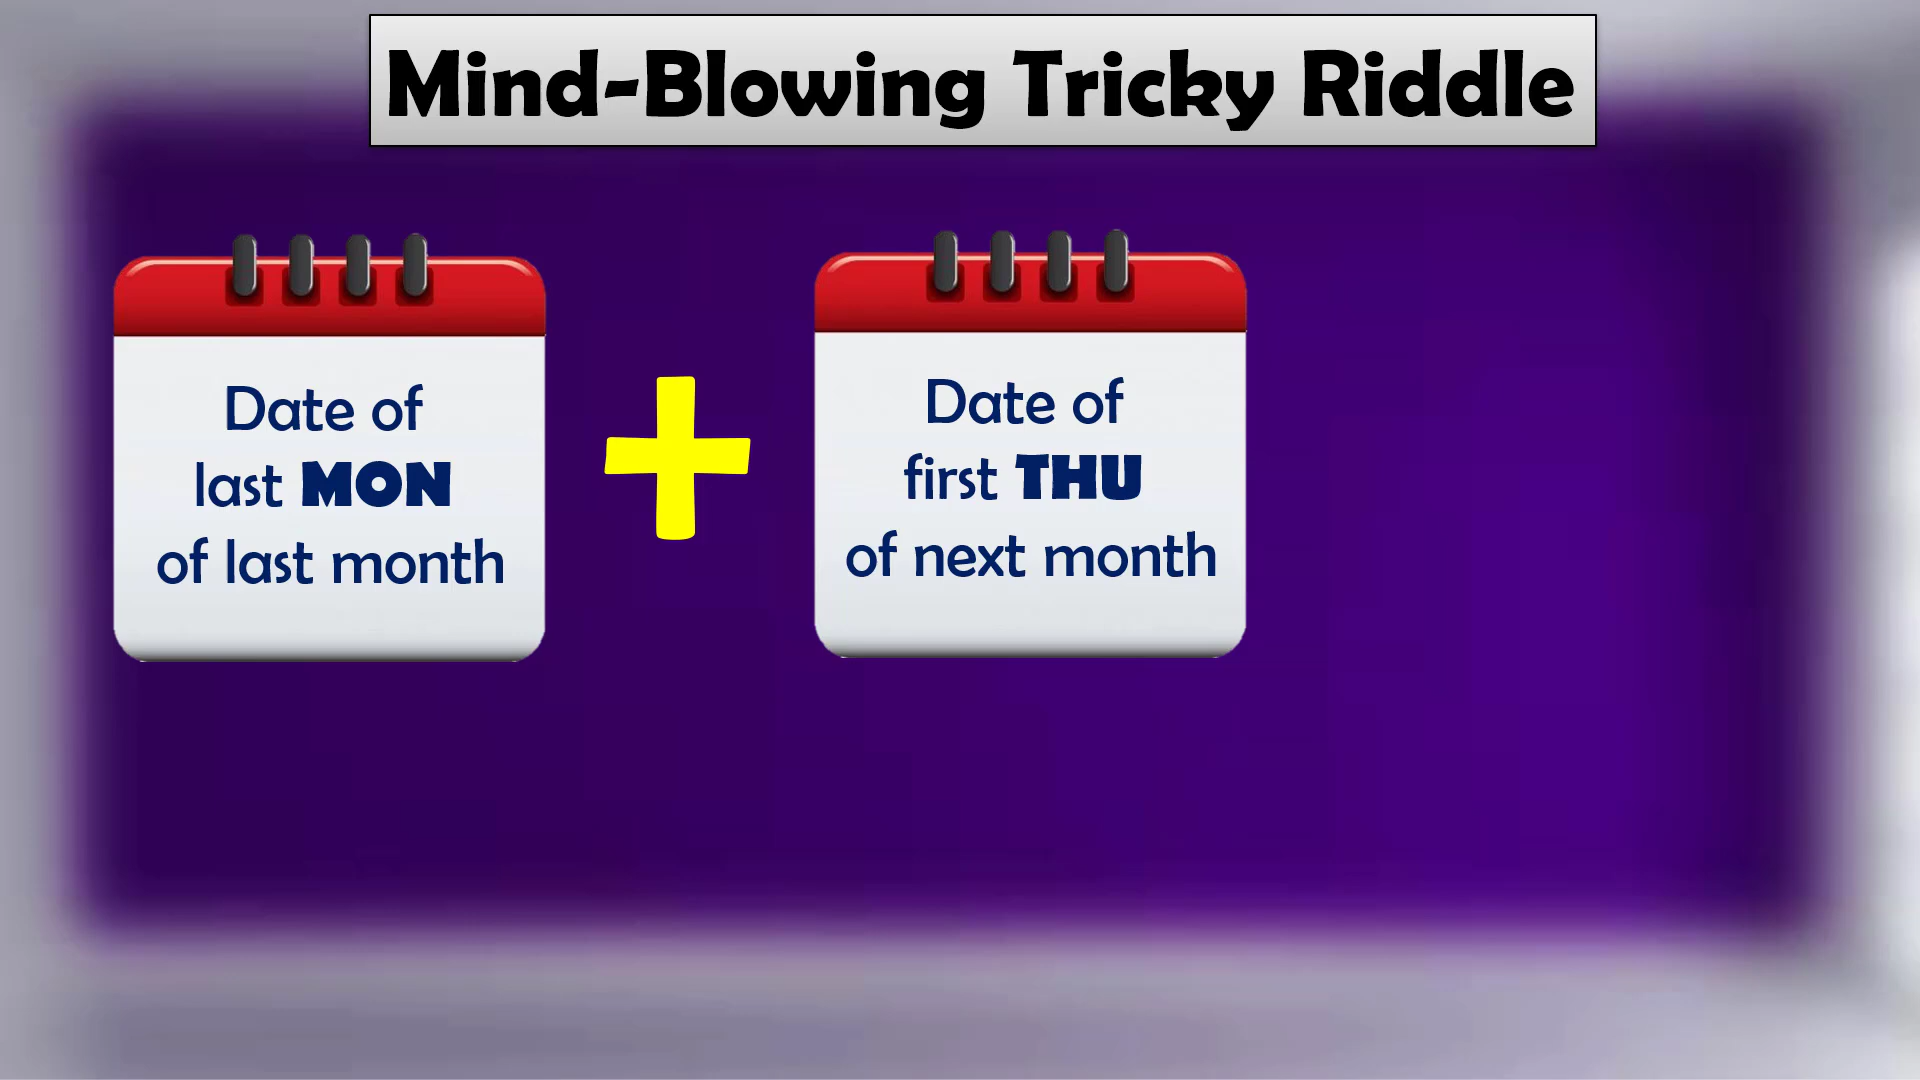 Mind-Blowing Tricky Riddle
Date of
last MON
of last month
+
Date of
first THU
of next month